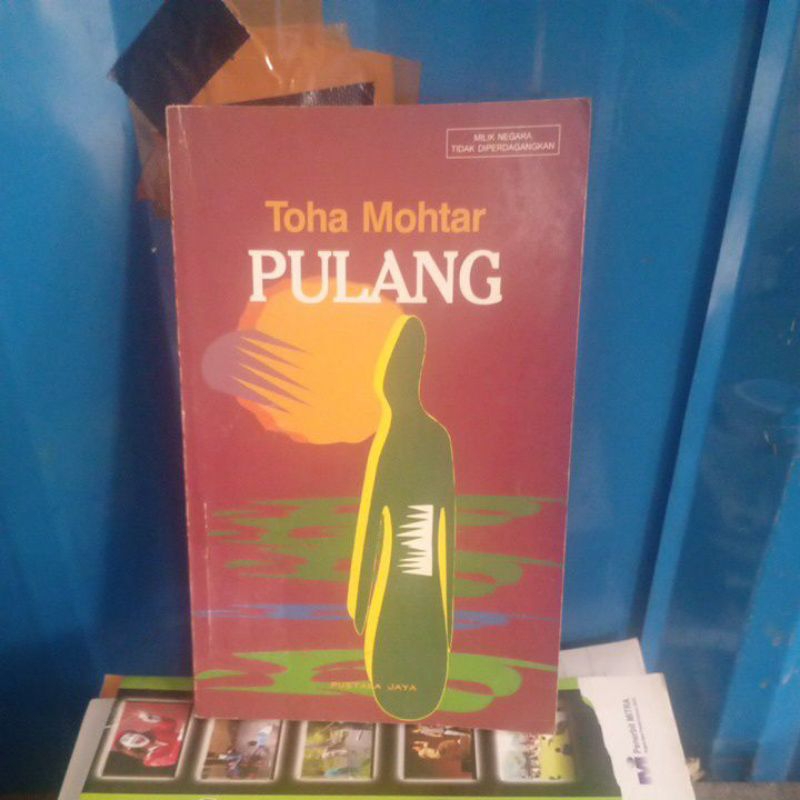 MILIK NEGARA
TIDAK DIPERDAGANGKAN
Toha Mohtar
PULANG
PUSTAKA JAYA
Penerbit MITRA